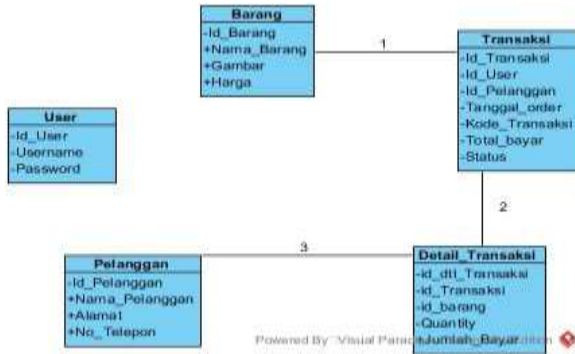 Barang
-Id_Barang
+Nama_Barang
+Gambar
+Harga
1
Transaksi
-Id_Transaksi
-Id_User
-Id_Pelanggan
-Tanggal_order
-Kode_Transaksi
-Total_bayar
-Status
User
-Id_User
-Username
-Password
2
3
Pelanggan
-Id_Pelanggan
+Nama_Pelanggan
+Alamat
+No_Telepon
Detail_Transaksi
-id_dtl_Transaksi
-id_Transaksi
-id_barang
-Quantity
+Jumlah_Bayar
Powered By Visual